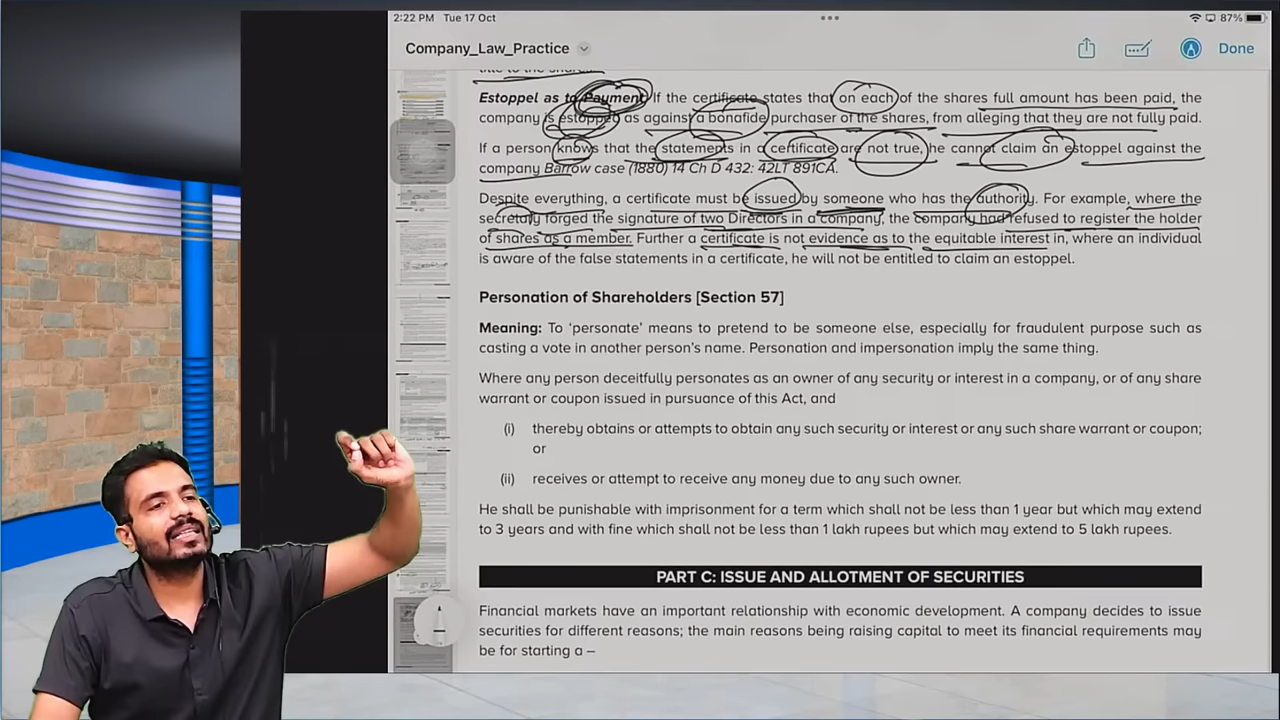 2:22 PM Tue 17 Oct
87%
Company_Law_Practice
Done
title to the shares.
Estoppel as to Payment: If the certificate states that on each of the shares full amount has been paid, the
company is estopped as against a bonafide purchaser of the shares, from alleging that they are not fully paid.
If a person knows that the statements in a certificate are not true, he cannot claim an estoppel against the
company Barrow case (1880) 14 Ch D 432: 42LT 891CA.
Despite everything, a certificate must be issued by someone who has the authority. For example, where the
secretary forged the signature of two Directors in a company, the company had refused to register the holder
of shares as a member. Further a certificate is not evidence as to the equitable interest in, where an individual
is aware of the false statements in a certificate, he will not be entitled to claim an estoppel.
Personation of Shareholders [Section 57]
Meaning: To ‘personate’ means to pretend to be someone else, especially for fraudulent purpose such as
casting a vote in another person's name. Personation and impersonation imply the same thing.
Where any person deceitfully personates as an owner of any security or interest in a company, or of any share
warrant or coupon issued in pursuance of this Act, and
(i) thereby obtains or attempts to obtain any such security or interest or any such share warrant or coupon;
or
(ii) receives or attempt to receive any money due to any such owner.
He shall be punishable with imprisonment for a term which shall not be less than 1 year but which may extend
to 3 years and with fine which shall not be less than 1 lakhrupees but which may extend to 5 lakh rupees.
PART C: ISSUE AND ALLOTMENT OF SECURITIES
Financial markets have an important relationship with economic development. A company decides to issue
securities for different reasons; the main reasons being raising capital to meet its financial requirements may
be for starting a –